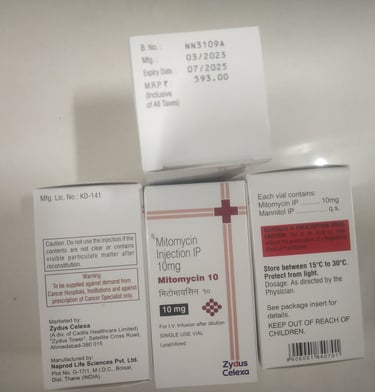 B. No. : NN3109A
Mfg. : 03/2023
Expiry Date : 07/2025
M.R.P. ₹ 593.00
(Inclusive
of All Taxes)
Mfg. Lic. No.: KD-141
Caution: Do not use the injection if the
contents are not clear or contains
visible particulate matter after
reconstitution.
Warning
To be supplied against demand from
Cancer Hospitals, Institutions and against
prescription of Cancer Specialist only.
Marketed by:
Zydus Celexa
(A div. of Cadila Healthcare Limited)
"Zydus Tower", Satellite Cross Road,
Ahmedabad-380 015
Manufactured by:
Naprod Life Sciences Pvt. Ltd.
Plot No. G-17/1, M.I.D.C., Boisar,
Dist. Thane (INDIA).
Mitomycin
Injection IP
10mg
Mitomycin 10
मिटोमायसिन १०
10 mg
For I.V. Infusion after dilution
SINGLE USE VIAL
Lyophilized
Zydus
Celexa
Each vial contains:
Mitomycin IP ......... 10mg
Mannitol IP ............ q.s.
Store between 15°C to 30°C.
Protect from light.
Dosage: As directed by the
Physician.
See package insert for
details.
KEEP OUT OF REACH OF
CHILDREN.